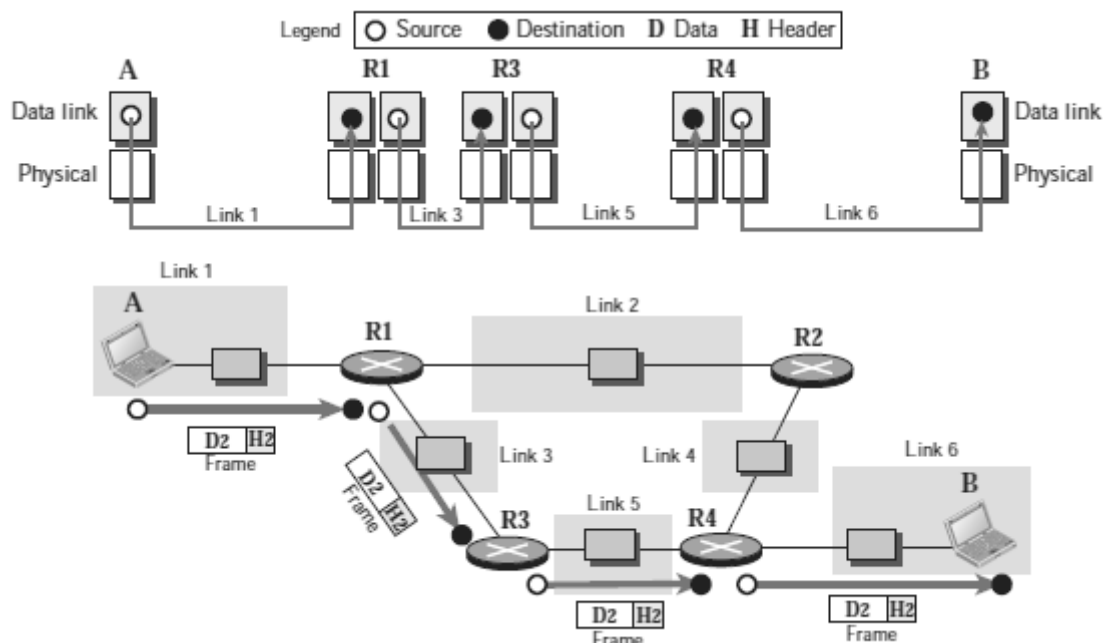 Legend Source Destination D Data H Header
A R1 R3 R4 B
Data link Data link
Physical Physical
Link 1 Link 3 Link 5 Link 6
Link 1
A
Link 2
R1 R2
D2 H2
Frame
Link 3 Link 4 Link 6
D2 H2
Frame
B
R3 Link 5 R4
D2 H2
Frame
D2 H2
Frame